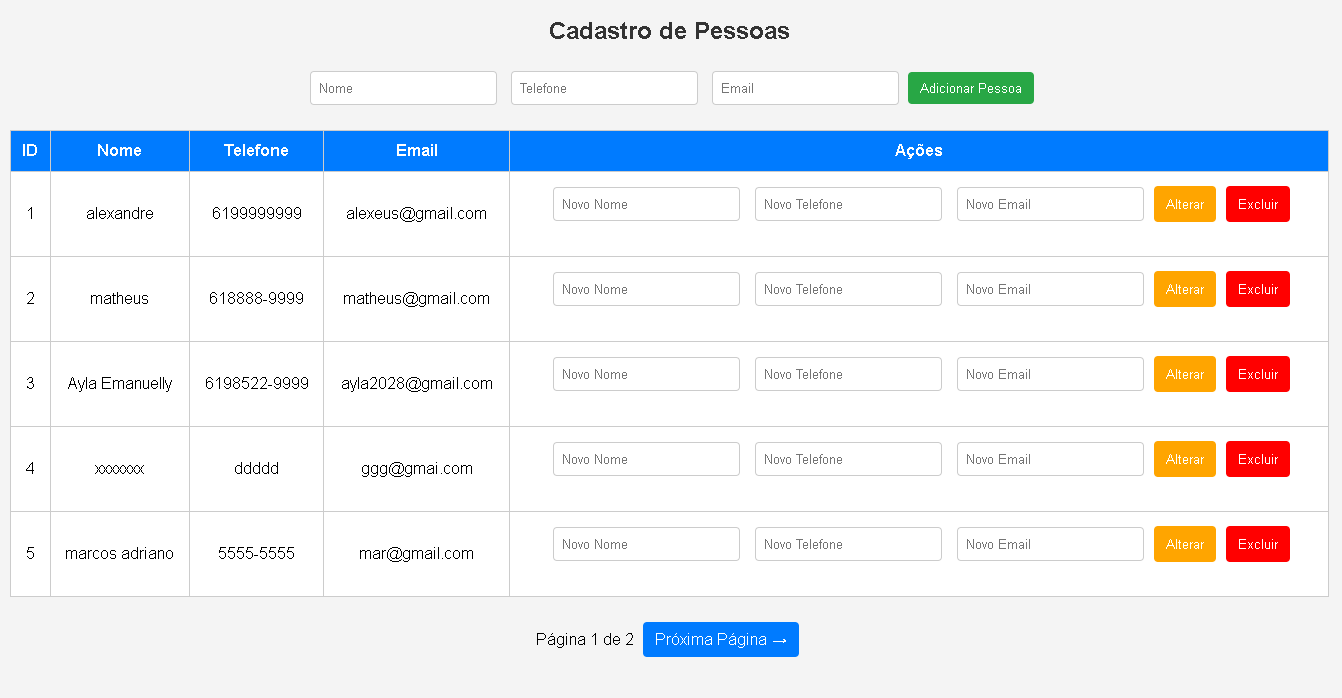 Cadastro de Pessoas
Nome Telefone Email Adicionar Pessoa
ID Nome Telefone Email Ações
1 alexandre 6199999999 alexeus@gmail.com Novo Nome Novo Telefone Novo Email Alterar Excluir
2 matheus 618888-9999 matheus@gmail.com Novo Nome Novo Telefone Novo Email Alterar Excluir
3 Ayla Emanuelly 6198522-9999 ayla2028@gmail.com Novo Nome Novo Telefone Novo Email Alterar Excluir
4 xxxxxxx ddddd ggg@gmai.com Novo Nome Novo Telefone Novo Email Alterar Excluir
5 marcos adriano 5555-5555 mar@gmail.com Novo Nome Novo Telefone Novo Email Alterar Excluir
Página 1 de 2 Próxima Página →